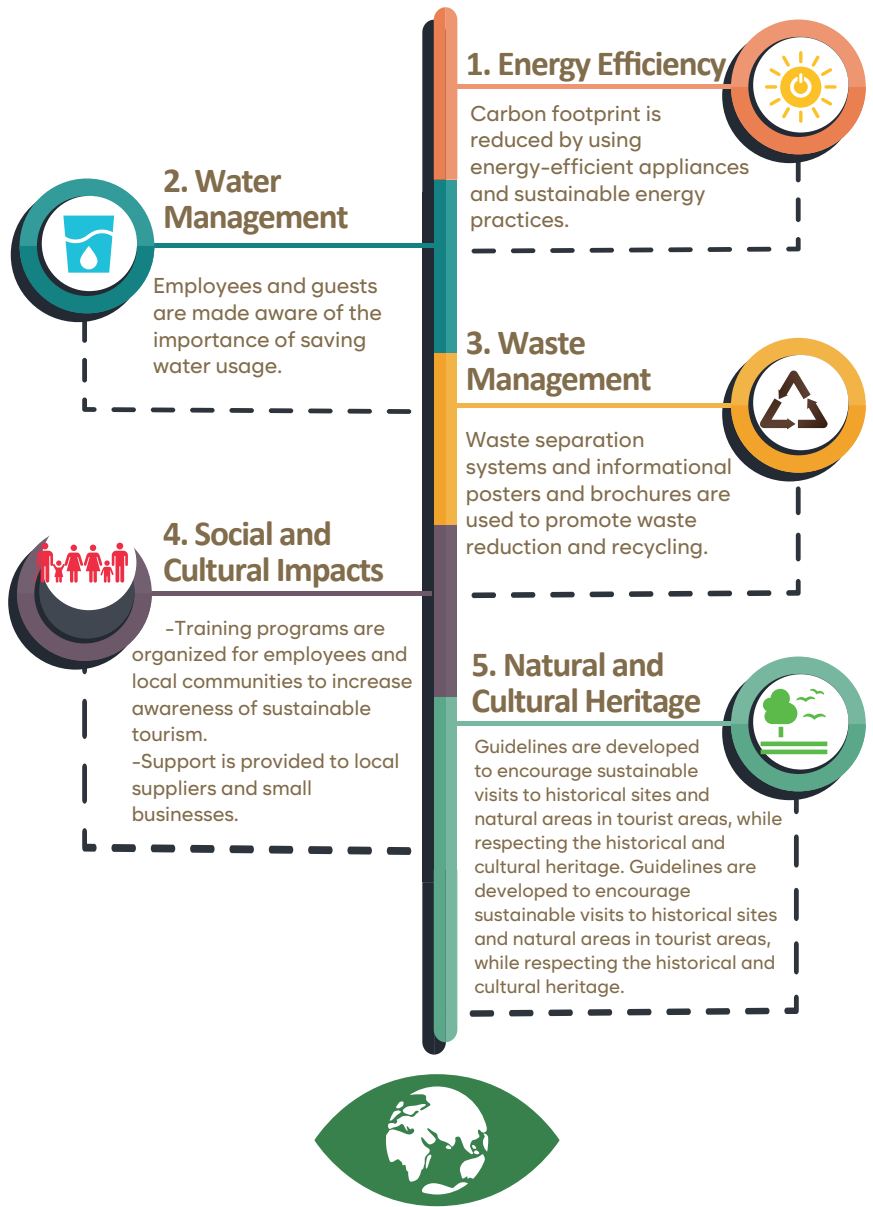 1. Energy Efficiency
Carbon footprint is
reduced by using
energy-efficient appliances
and sustainable energy
practices.
2. Water
Management
Employees and guests
are made aware of the
importance of saving
water usage.
3. Waste
Management
Waste separation
systems and informational
posters and brochures are
used to promote waste
reduction and recycling.
4. Social and
Cultural Impacts
-Training programs are
organized for employees and
local communities to increase
awareness of sustainable
tourism.
-Support is provided to local
suppliers and small
businesses.
5. Natural and
Cultural Heritage
Guidelines are developed
to encourage sustainable
visits to historical sites and
natural areas in tourist areas, while
respecting the historical and
cultural heritage. Guidelines are
developed to encourage
sustainable visits to historical sites
and natural areas in tourist areas,
while respecting the historical and
cultural heritage.